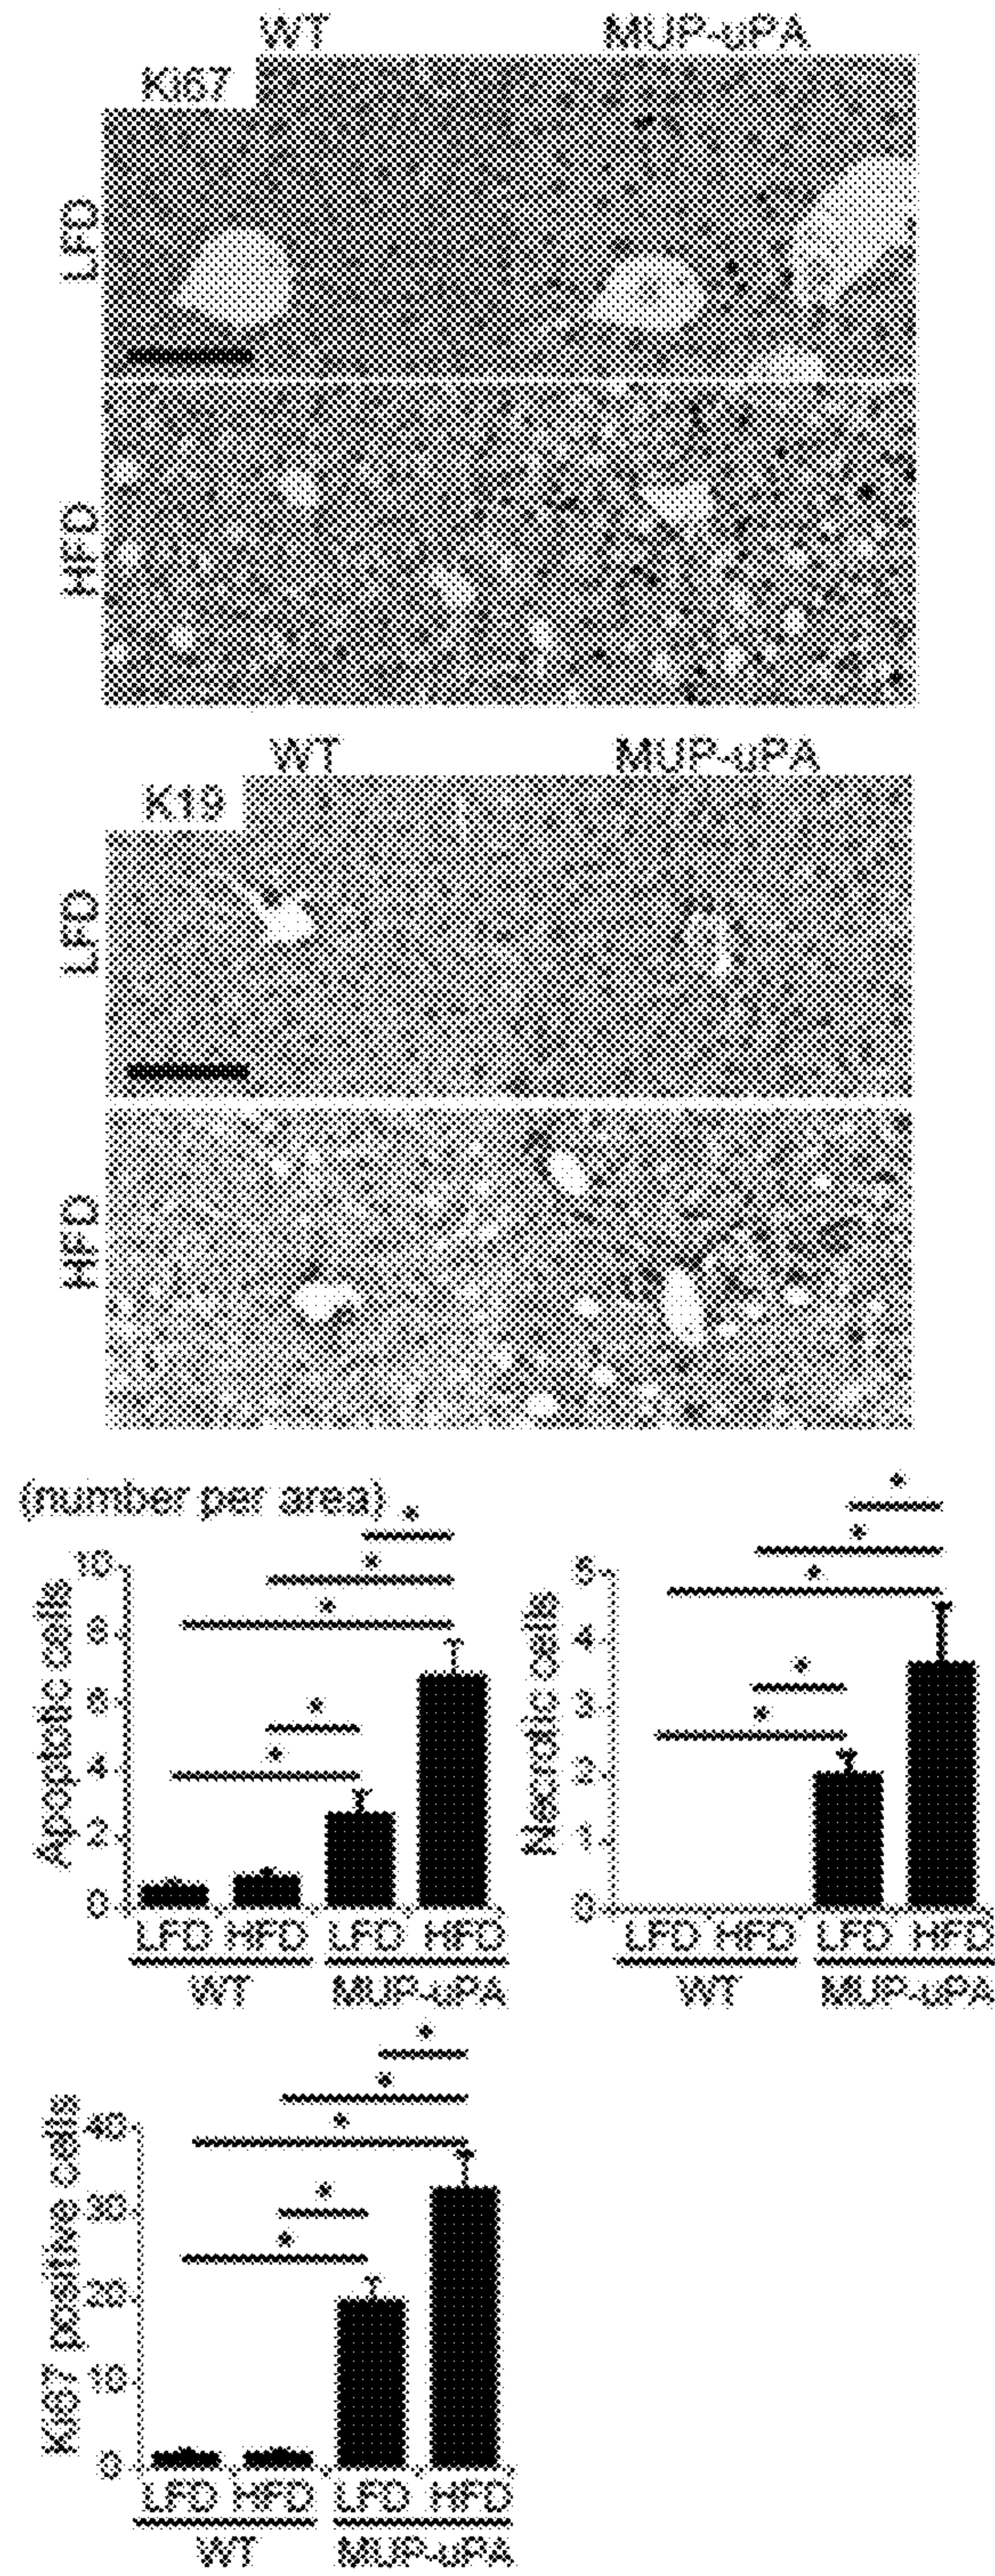 WT MUP-uPA
Ki67
LFD
HFD
WT MUP-uPA
K19
LFD
HFD
(number per area)
Apoptotic cells
10
8
6
4
2
0
LFD HFD LFD HFD
WT MUP-uPA
Necrotic cells
5
4
3
2
1
0
LFD HFD LFD HFD
WT MUP-uPA
Ki67 positive cells
40
30
20
10
0
LFD HFD LFD HFD
WT MUP-uPA